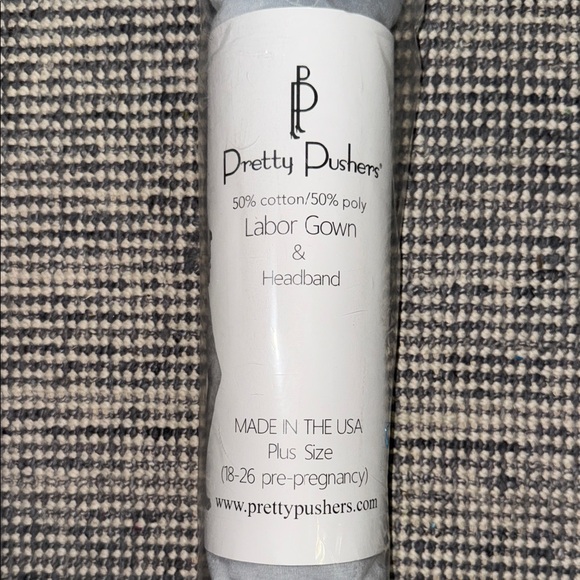 PP
Pretty Pushers®
50% cotton/50% poly
Labor Gown
&
Headband
MADE IN THE USA
Plus Size
(18-26 pre-pregnancy)
www.prettypushers.com